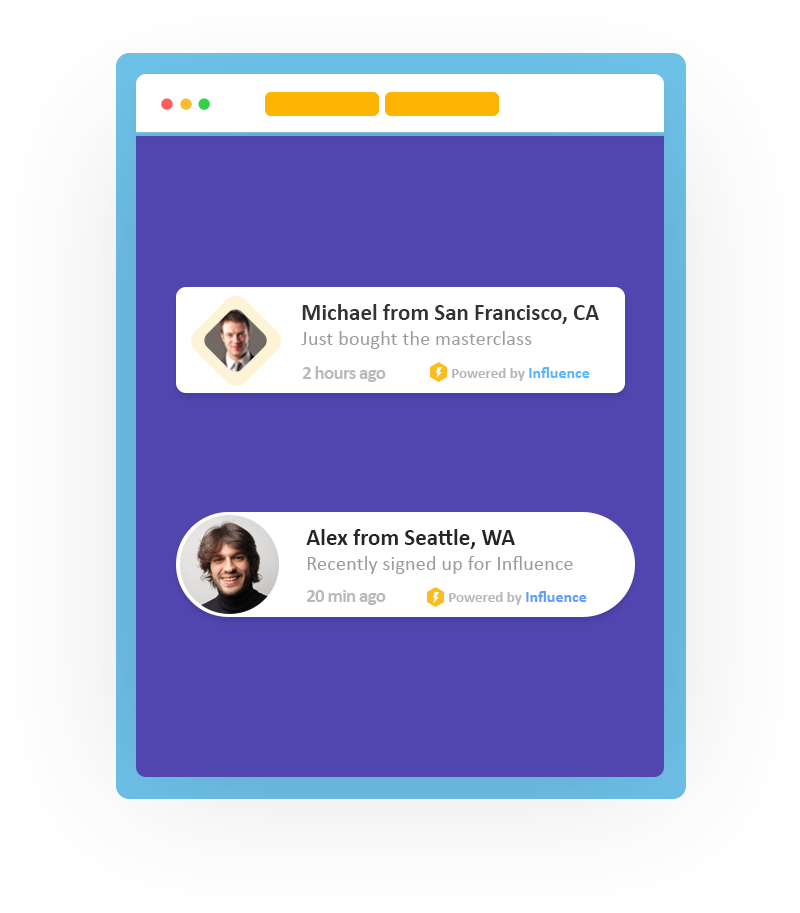 Michael from San Francisco, CA
Just bought the masterclass
2 hours ago Powered by Influence
Alex from Seattle, WA
Recently signed up for Influence
20 min ago Powered by Influence